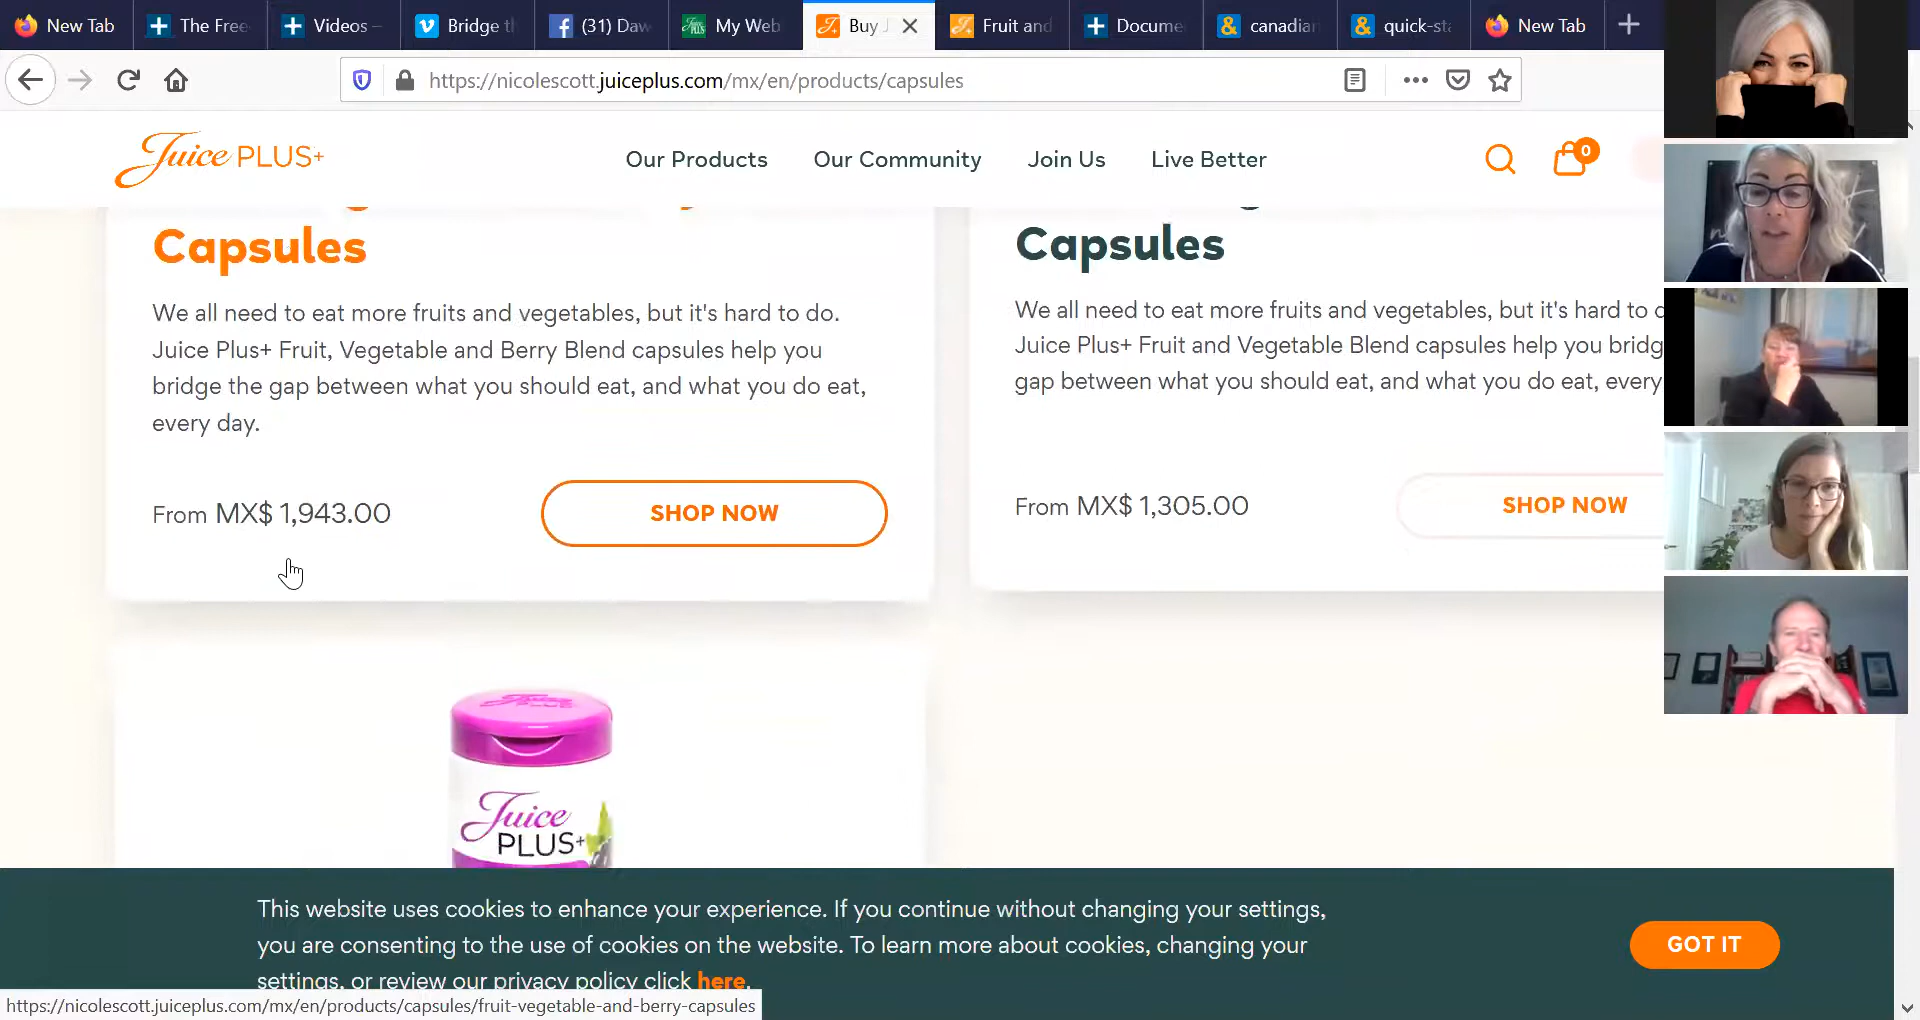 New Tab
The Free
Videos –
Bridge t
(31) Daw
My Web
Buy J
Fruit and
Docume
canadian
quick-sta
New Tab
https://nicolescott.juiceplus.com/mx/en/products/capsules
Juice PLUS+
Our Products
Our Community
Join Us
Live Better
0
Capsules
We all need to eat more fruits and vegetables, but it's hard to do.
Juice Plus+ Fruit, Vegetable and Berry Blend capsules help you
bridge the gap between what you should eat, and what you do eat,
every day.
From MX$ 1,943.00
SHOP NOW
Capsules
We all need to eat more fruits and vegetables, but it's hard to
Juice Plus+ Fruit and Vegetable Blend capsules help you bridg
gap between what you should eat, and what you do eat, every
From MX$ 1,305.00
SHOP NOW
Juice
PLUS+
This website uses cookies to enhance your experience. If you continue without changing your settings,
you are consenting to the use of cookies on the website. To learn more about cookies, changing your
settings, or review our privacy policy click here.
GOT IT
https://nicolescott.juiceplus.com/mx/en/products/capsules/fruit-vegetable-and-berry-capsules